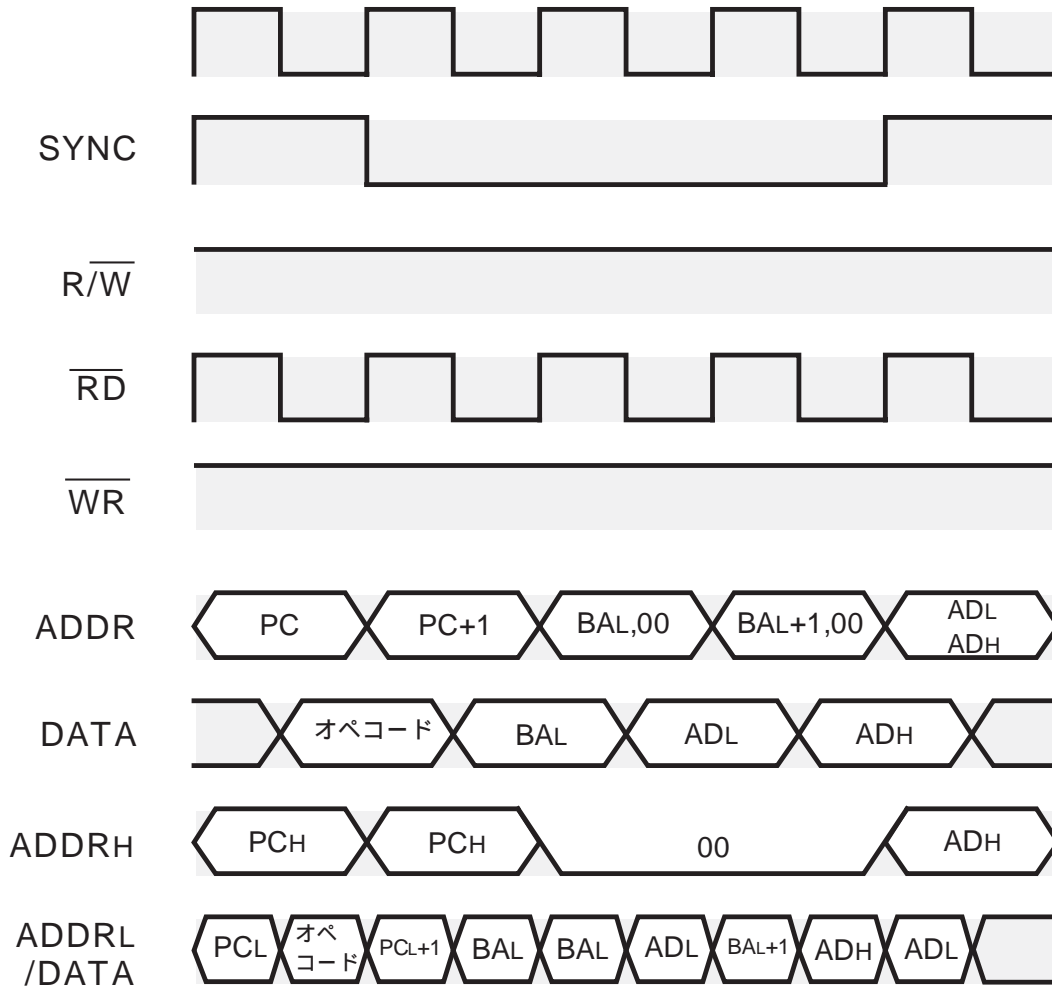 SYNC
R/W
RD
WR
ADDR
PC
PC+1
BAL,00
BAL+1,00
ADL
ADH
DATA
オペコード
BAL
ADL
ADH
ADDRH
PCH
PCH
00
ADH
ADDRL
/DATA
PCL
オペ
コード
PCL+1
BAL
BAL
ADL
BAL+1
ADH
ADL